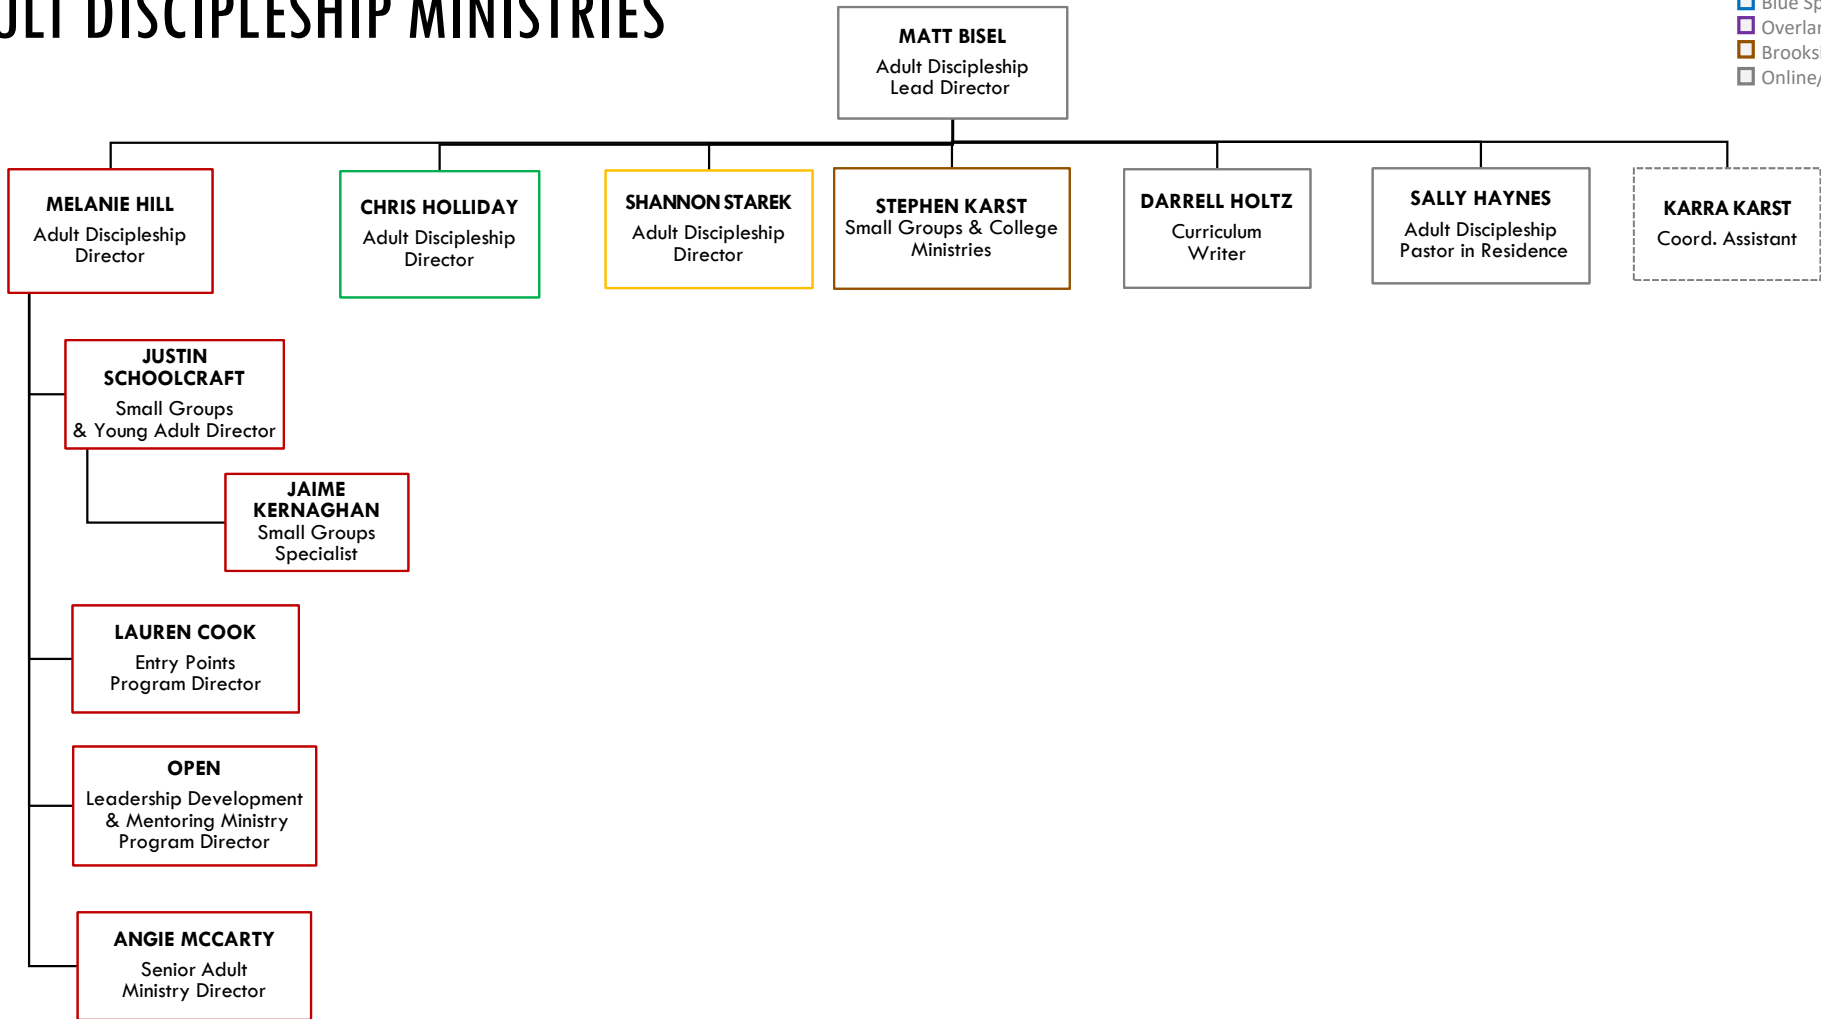 DISCIPLESHIP MINISTRIES
Blue
MATT BISEL
Adult Discipleship
Lead Director
Online/
MELANIE HILL
Adult Discipleship
Director
CHRIS HOLLIDAY
Adult Discipleship
Director
SHANNON STAREK
Adult Discipleship
Director
STEPHEN KARST
Small Groups & College
Ministries
DARRELL HOLTZ
Curriculum
Writer
SALLY HAYNES
Adult Discipleship
Pastor in Residence
KARRA KARST
Coord. Assistant
JUSTIN
SCHOOLCRAFT
Small Groups
& Young Adult Director
JAIME
KERNAGHAN
Small Groups
Specialist
LAUREN COOK
Entry Points
Program Director
OPEN
Leadership Development
& Mentoring Ministry
Program Director
ANGIE MCCARTY
Senior Adult
Ministry Director